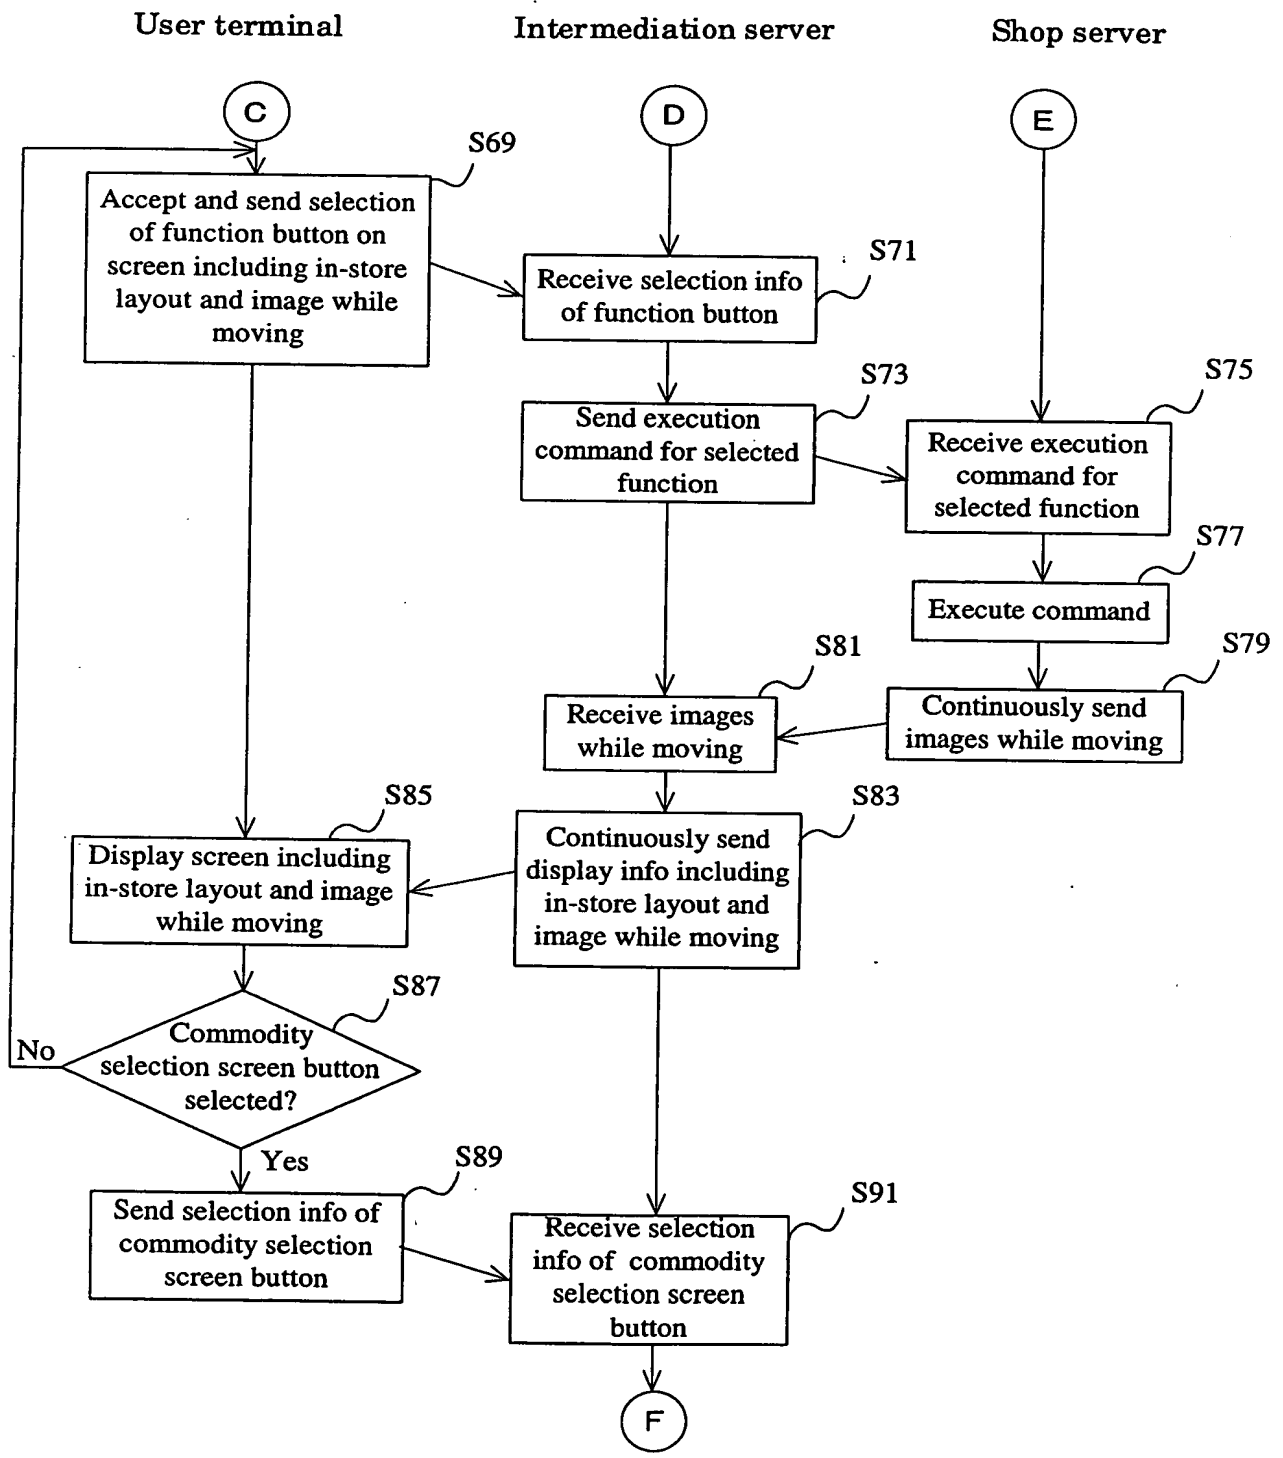 User terminal
Intermediation server
Shop server
C
D
E
S69
Accept and send selection
of function button on
screen including in-store
layout and image while
moving
S71
Receive selection info
of function button
S73
Send execution
command for selected
function
S75
Receive execution
command for
selected function
S77
Execute command
S79
Continuously send
images while moving
S81
Receive images
while moving
S83
Continuously send
display info including
in-store layout and
image while moving
S85
Display screen including
in-store layout and image
while moving
S87
Commodity
selection screen button
selected?
No
Yes
S89
Send selection info of
commodity selection
screen button
S91
Receive selection
info of commodity
selection screen
button
F